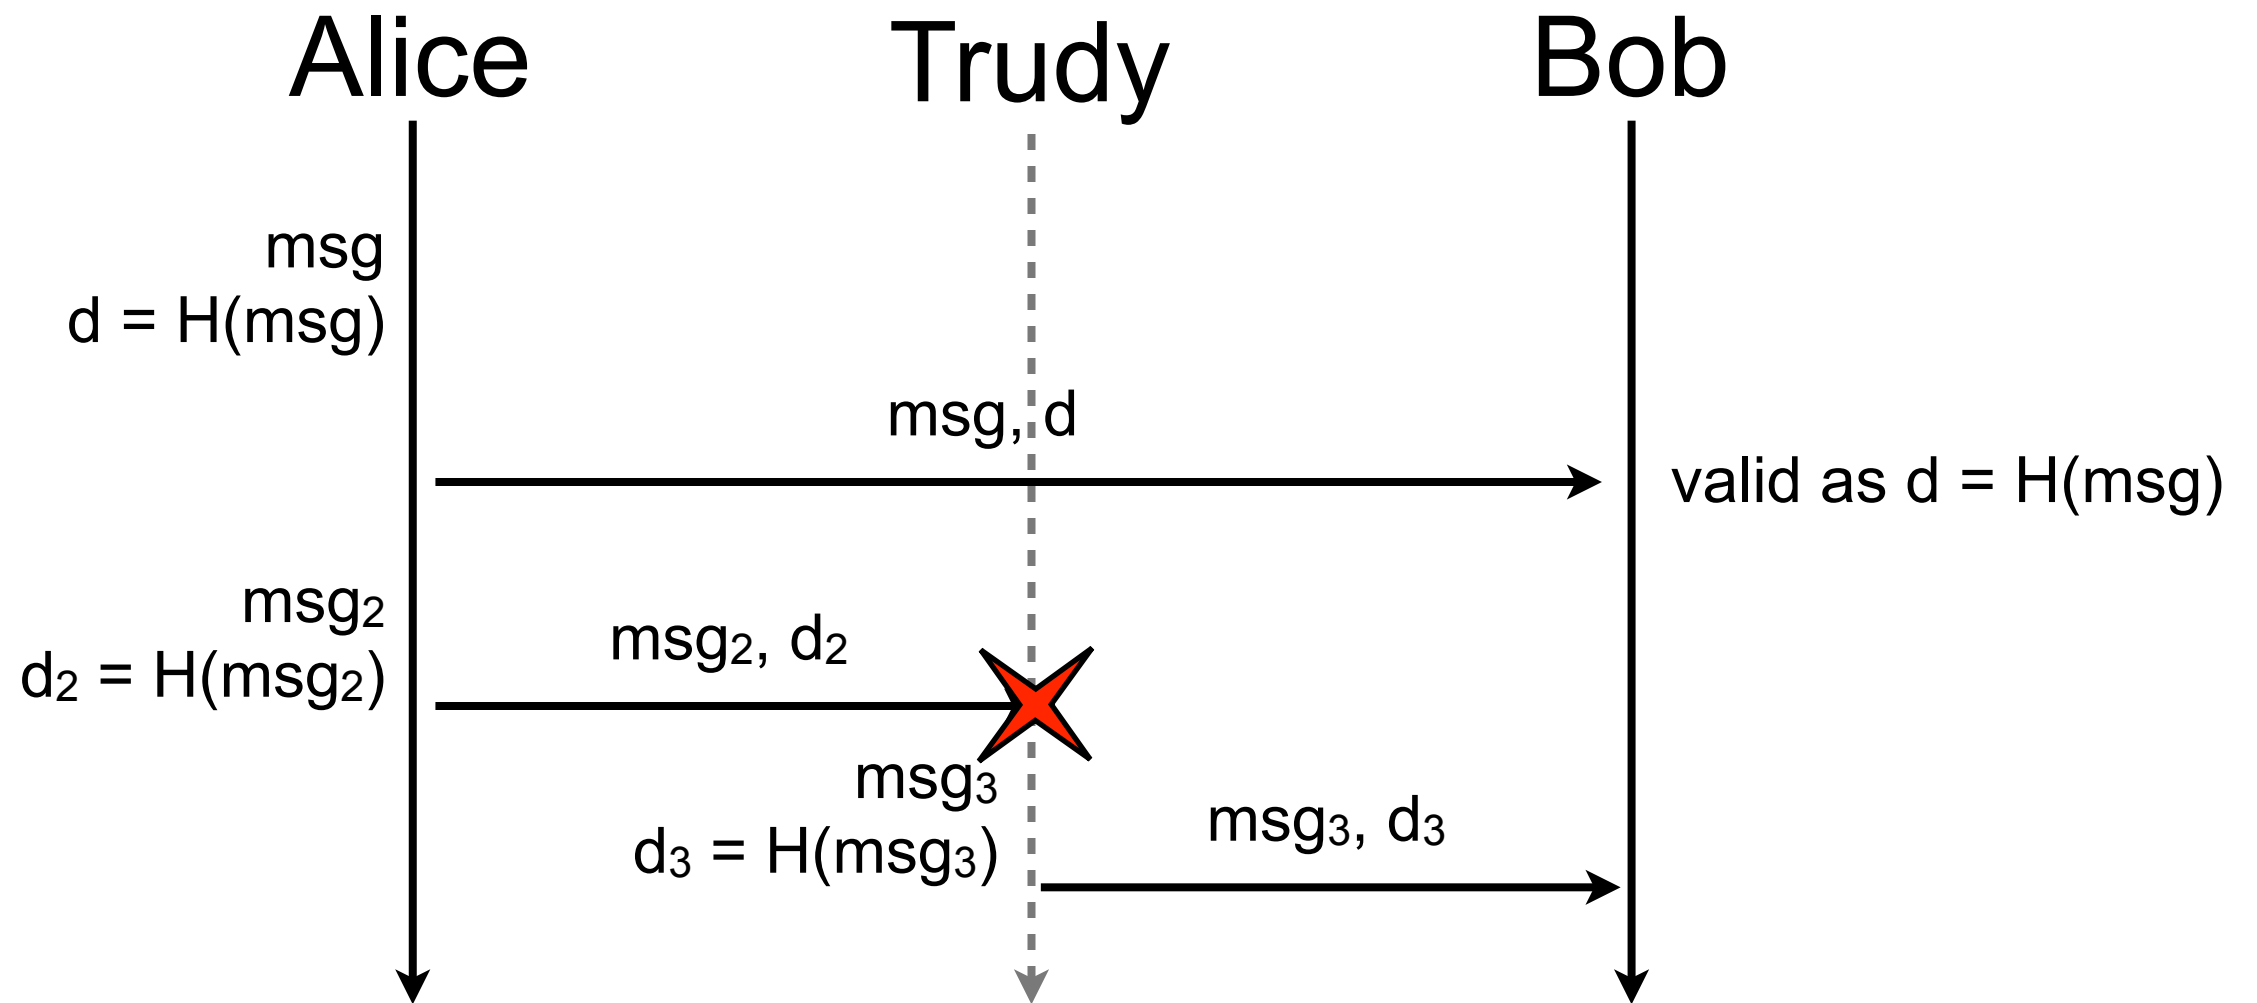 Alice
Trudy
Bob
msg
d = H(msg)
msg, d
valid as d = H(msg)
msg₂
d₂ = H(msg₂)
msg₂, d₂
msg₃
d₃ = H(msg₃)
msg₃, d₃